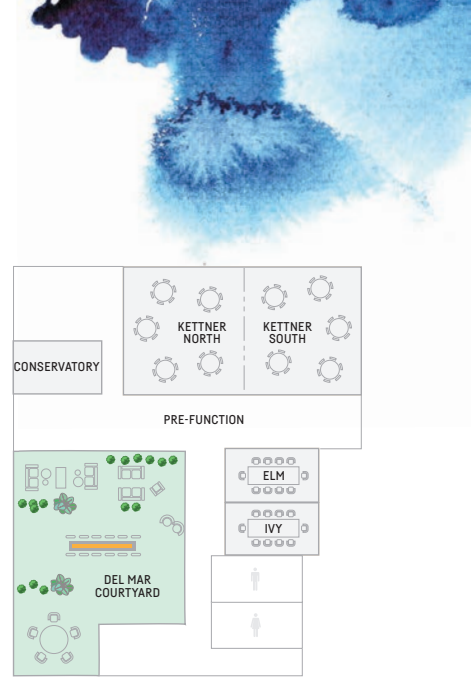 KETTNER
NORTH
KETTNER
SOUTH
CONSERVATORY
PRE-FUNCTION
ELM
IVY
DEL MAR
COURTYARD